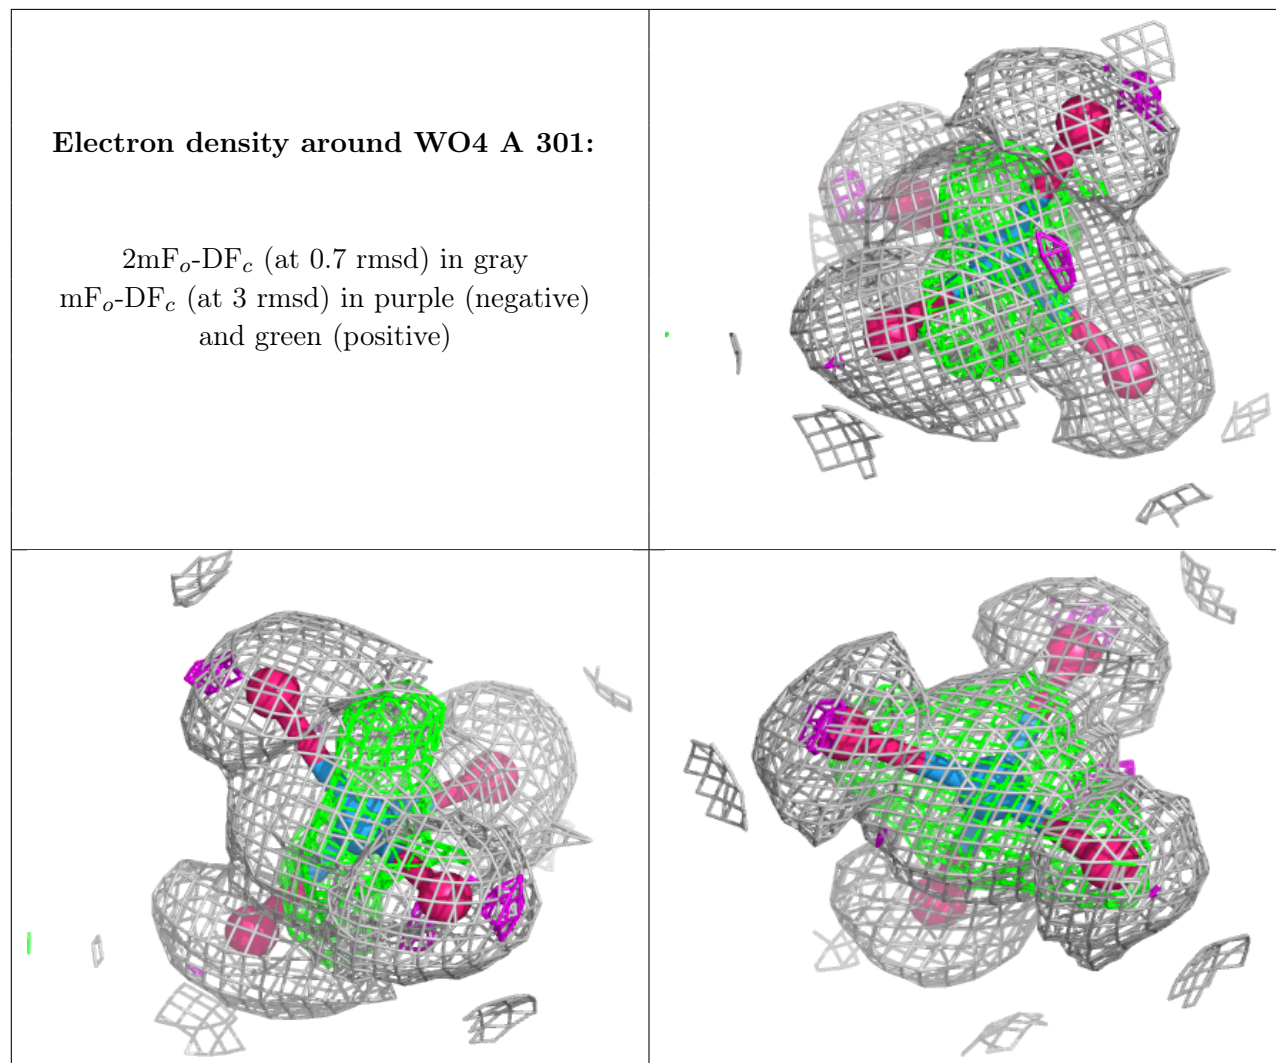 Electron density around WO4 A 301:
2mFo-DFc (at 0.7 rmsd) in gray
mFo-DFc (at 3 rmsd) in purple (negative)
and green (positive)